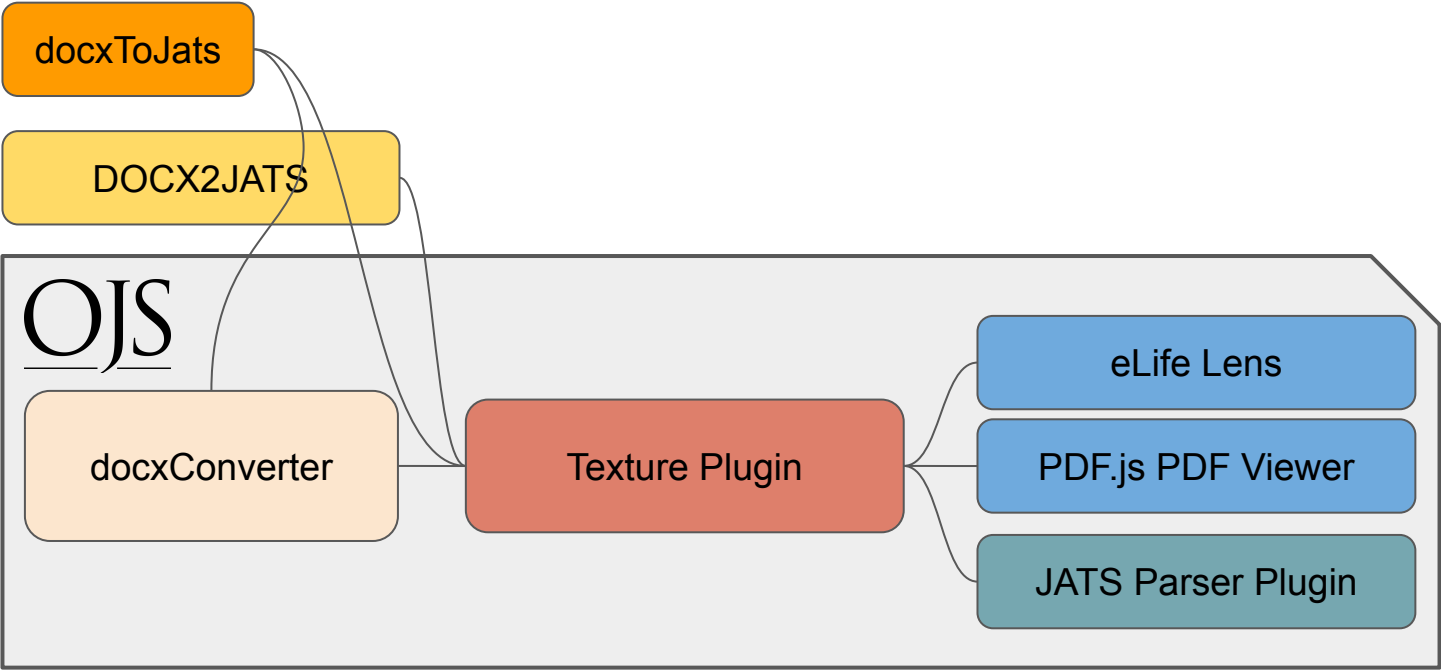 docxToJats
DOCX2JATS
OJS
docxConverter
Texture Plugin
eLife Lens
PDF.js PDF Viewer
JATS Parser Plugin